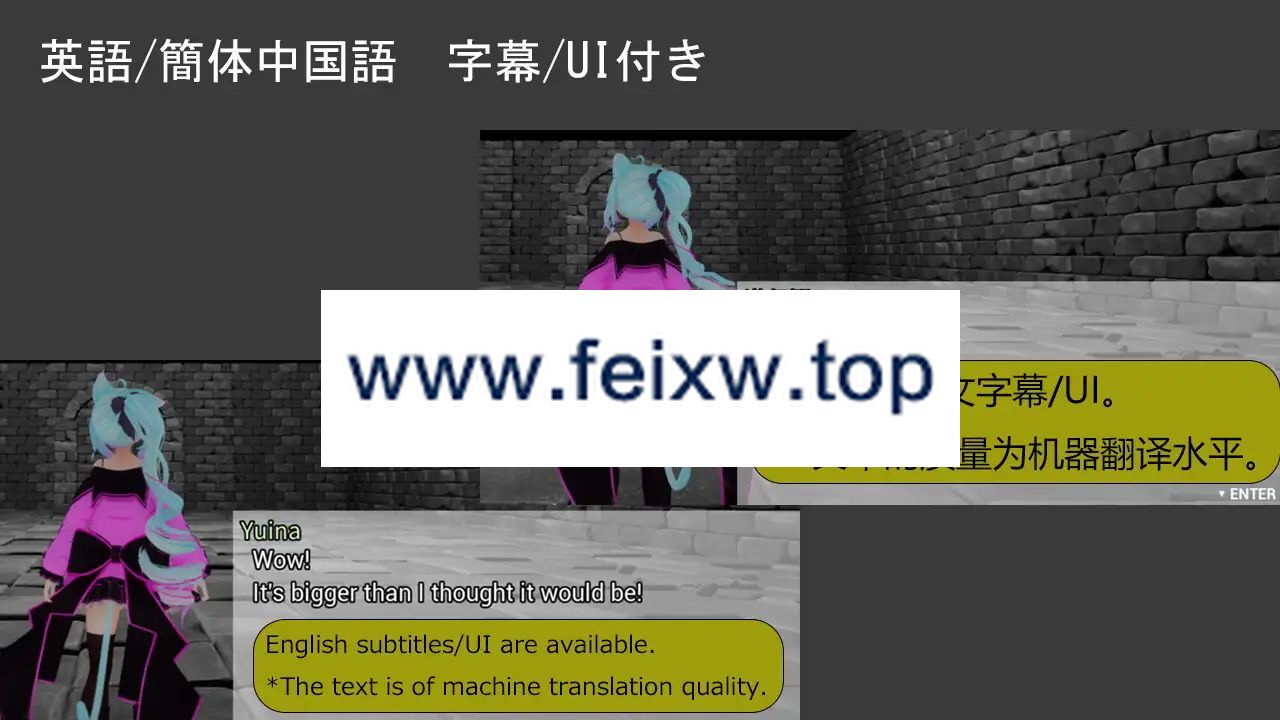 英語/簡体中国語　字幕/UI付き
www.feixw.top
文字幕/UI。
质量为机器翻译水平。
▼ ENTER
Yuina
Wow!
It's bigger than I thought it would be!
English subtitles/UI are available.
*The text is of machine translation quality.